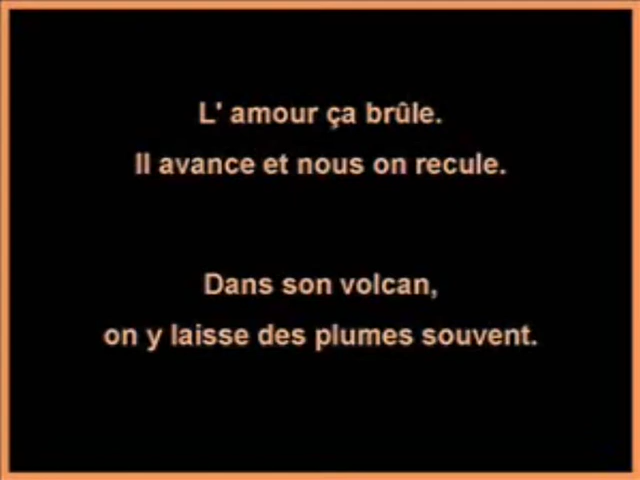 L' amour ça brûle.
Il avance et nous on recule.
Dans son volcan,
on y laisse des plumes souvent.